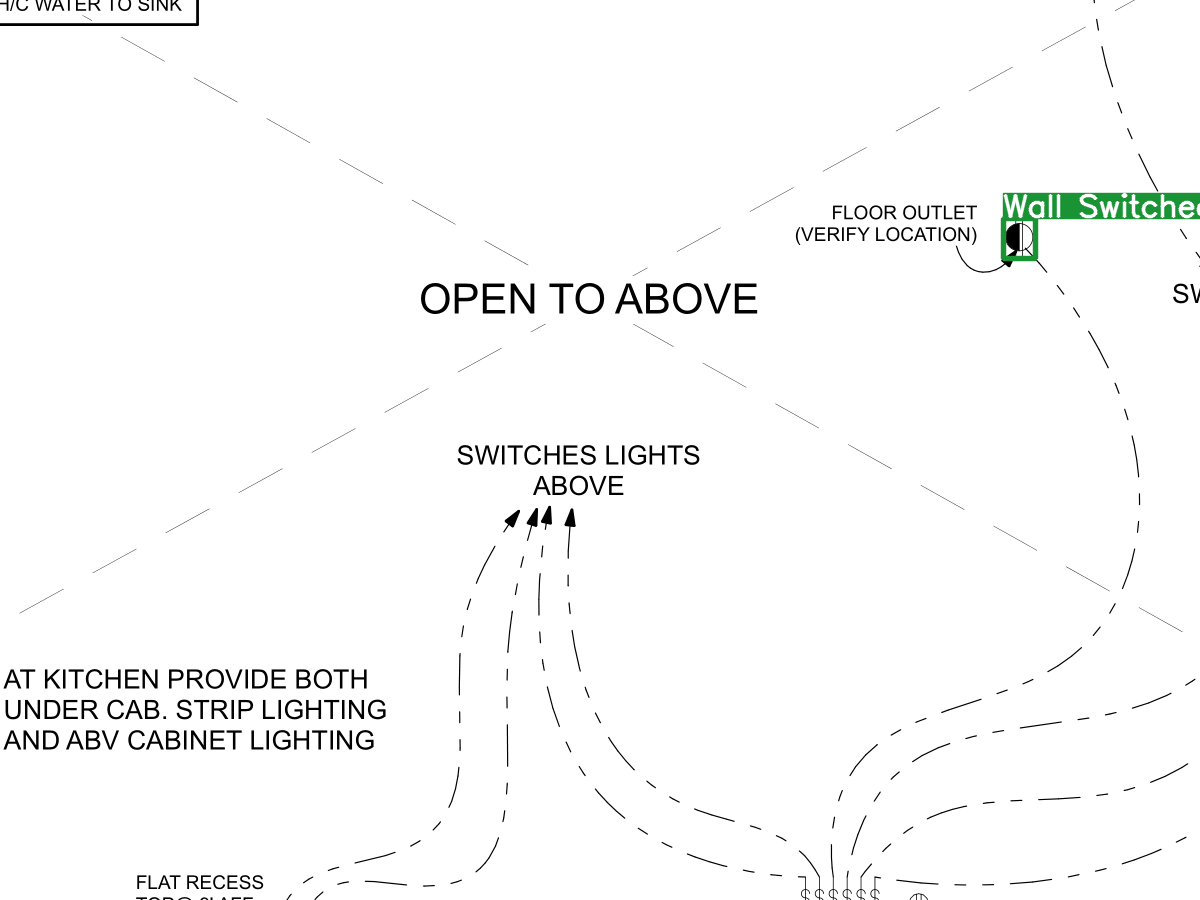 H/C WATER TO SINK
Wall Switched
FLOOR OUTLET
(VERIFY LOCATION)
OPEN TO ABOVE
SW
SWITCHES LIGHTS
ABOVE
AT KITCHEN PROVIDE BOTH
UNDER CAB. STRIP LIGHTING
AND ABV CABINET LIGHTING
FLAT RECESS
$ $ $ $ $ $